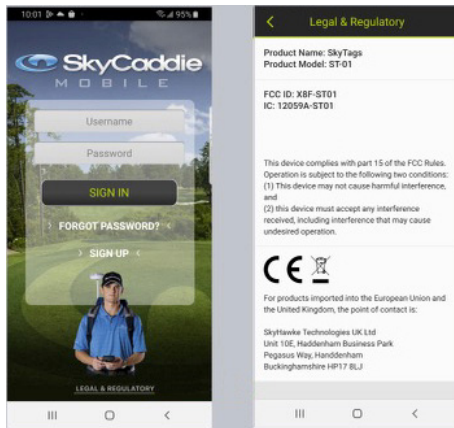 10:01
95%
SkyCaddie
MOBILE
Username
Password
SIGN IN
FORGOT PASSWORD?
SIGN UP
LEGAL & REGULATORY
Legal & Regulatory
Product Name: SkyTags
Product Model: ST-01
FCC ID: X8F-ST01
IC: 12059A-ST01
This device complies with part 15 of the FCC Rules.
Operation is subject to the following two conditions:
(1) This device may not cause harmful interference,
and
(2) this device must accept any interference
received, including interference that may cause
undesired operation.
CE
For products imported into the European Union and
the United Kingdom, the point of contact is:
SkyHawke Technologies UK Ltd
Unit 10E, Haddenham Business Park
Pegasus Way, Handdenham
Buckinghamshire HP17 8LJ